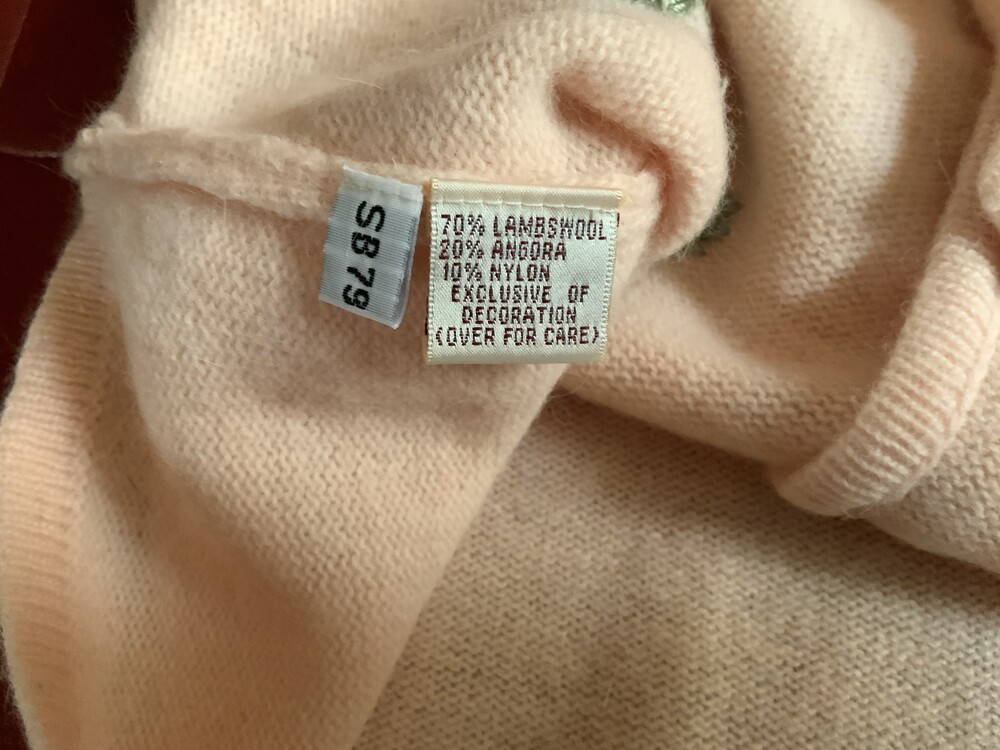 SB79
70% LAMBSWOOL
20% ANGORA
10% NYLON
EXCLUSIVE OF
DECORATION
(OVER FOR CARE)